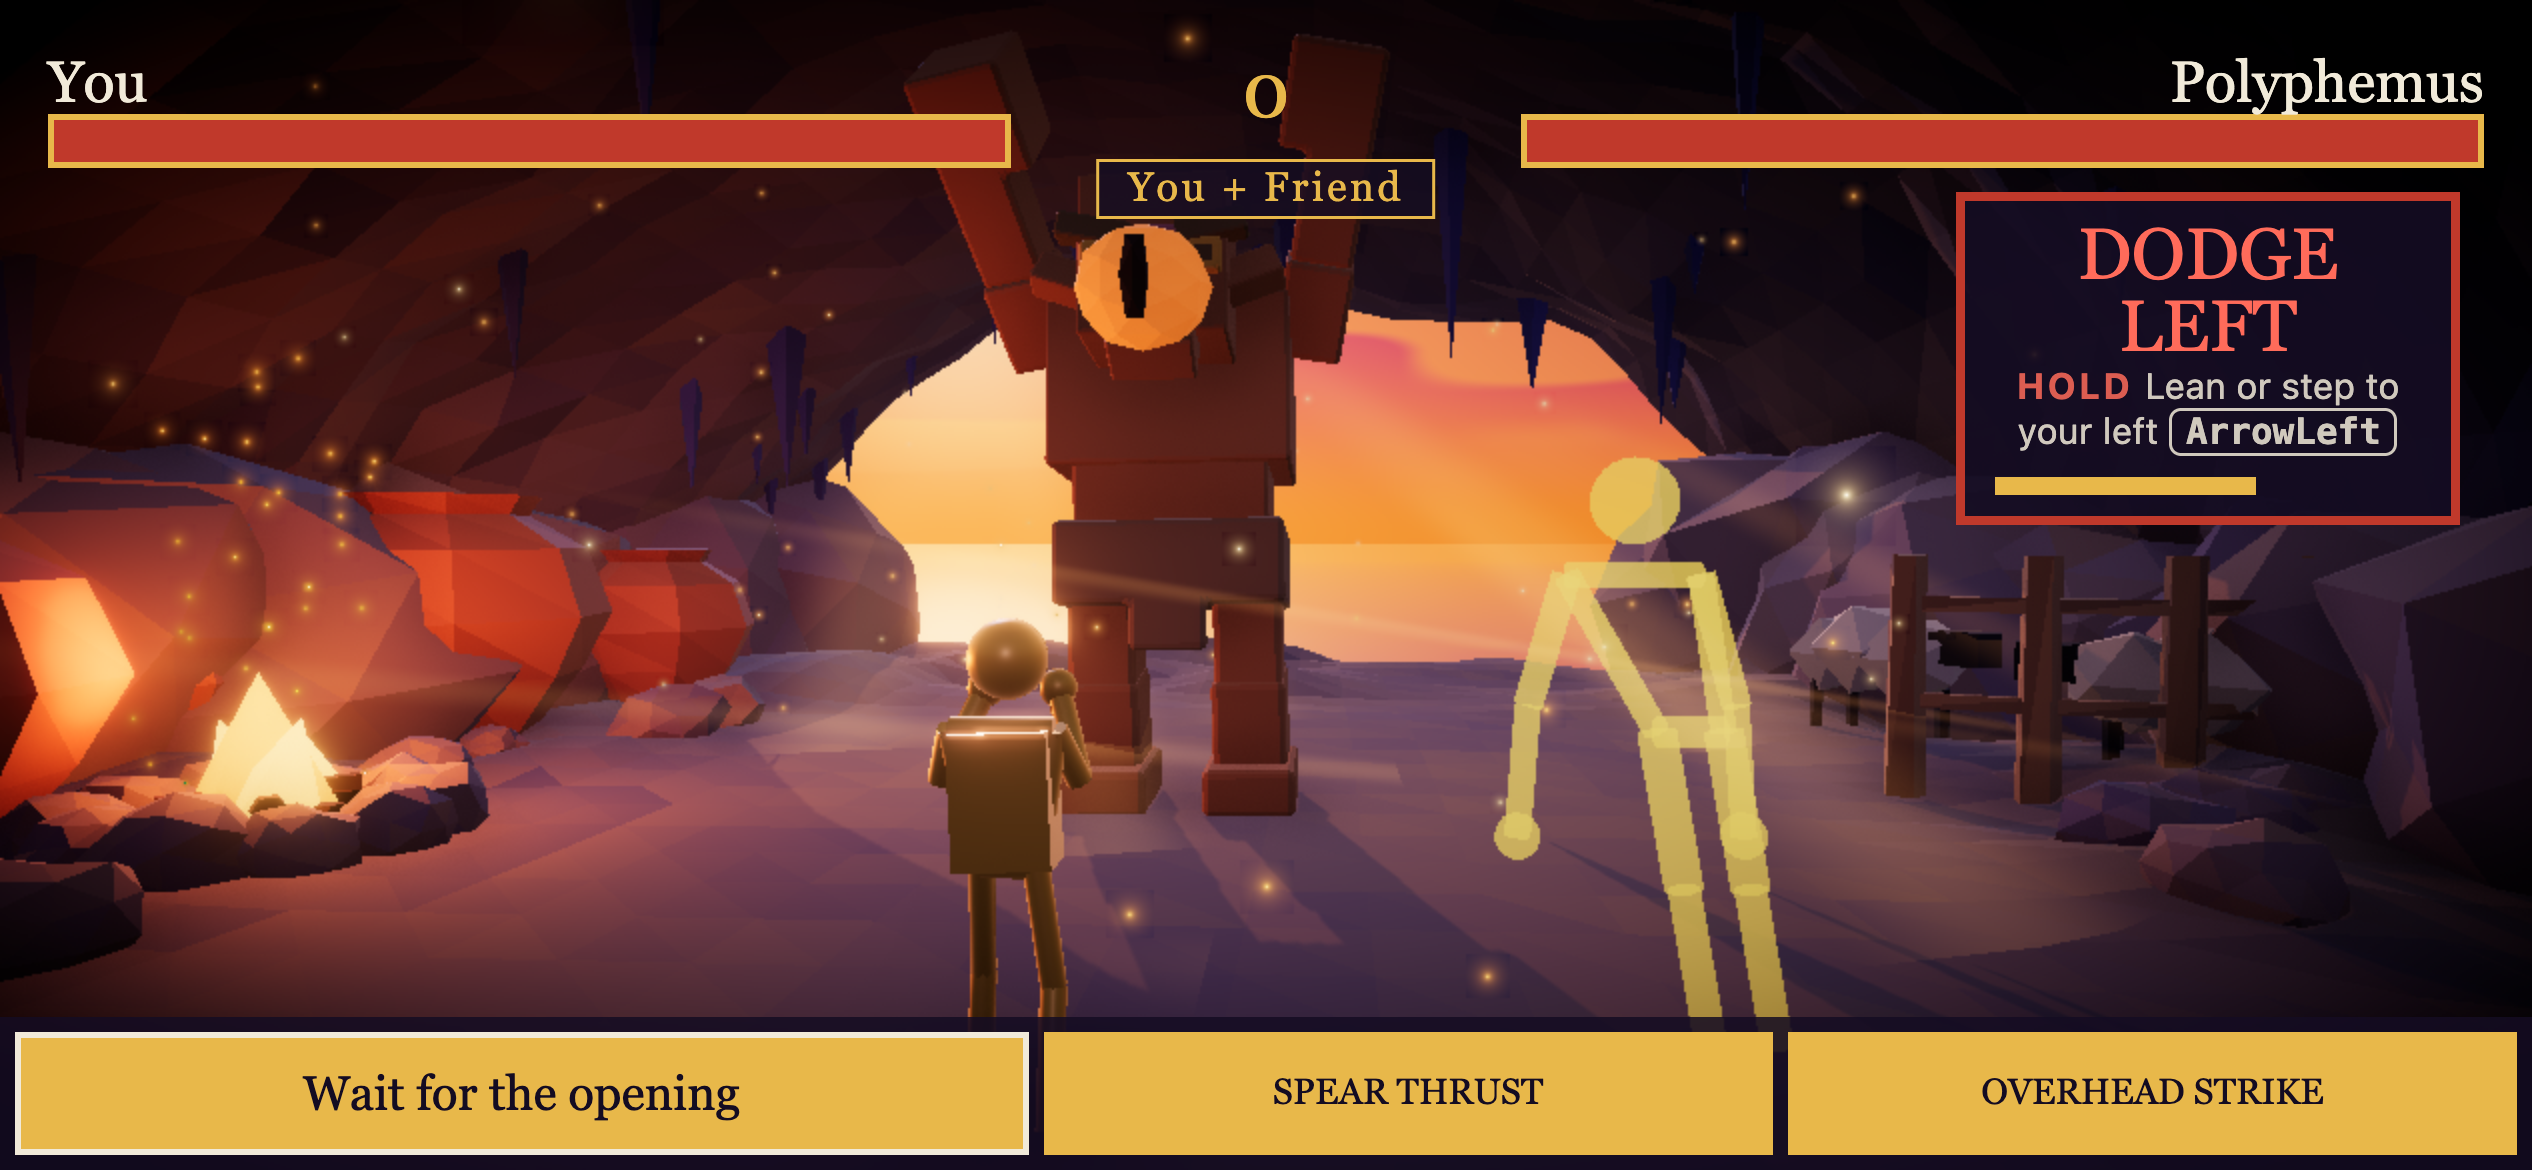 You
O
Polyphemus
You + Friend
DODGE
LEFT
HOLD Lean or step to
your left ArrowLeft
Wait for the opening
SPEAR THRUST
OVERHEAD STRIKE